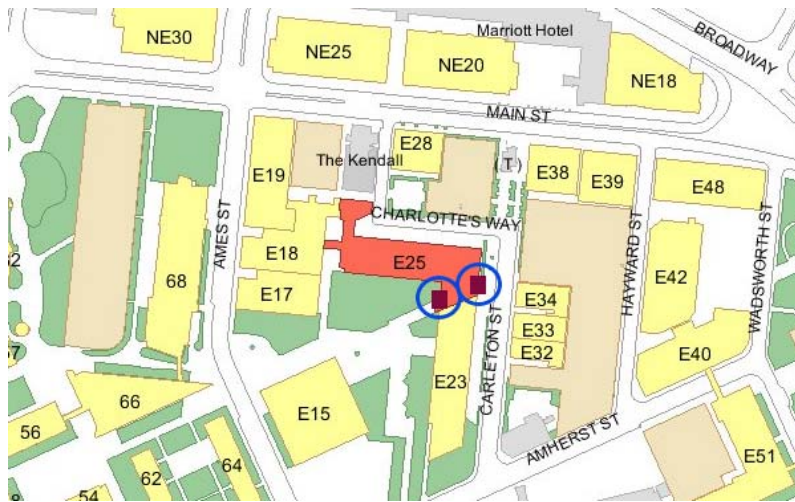 Marriott Hotel
BROADWAY
NE30
NE25
NE20
NE18
MAIN ST
The Kendall
E28
( T )
E38
E39
E48
E19
CHARLOTTE'S WAY
AMES ST
E18
E25
68
E17
HAYWARD ST
WADSWORTH ST
E42
E34
E33
E32
CARLETON ST
E40
E23
66
E15
56
AMHERST ST
E51
62
64
54